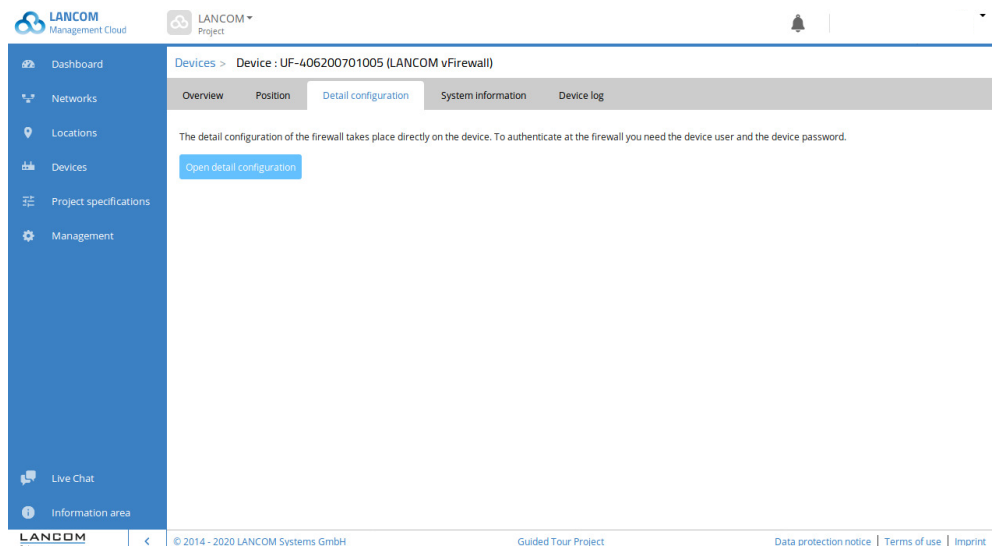 LANCOM
Management Cloud
LANCOM
Project
Dashboard
Networks
Locations
Devices
Project specifications
Management
Live Chat
Information area
LANCOM
Devices > Device : UF-406200701005 (LANCOM vFirewall)
Overview Position Detail configuration System information Device log
The detail configuration of the firewall takes place directly on the device. To authenticate at the firewall you need the device user and the device password.
Open detail configuration
© 2014 - 2020 LANCOM Systems GmbH Guided Tour Project Data protection notice | Terms of use | Imprint